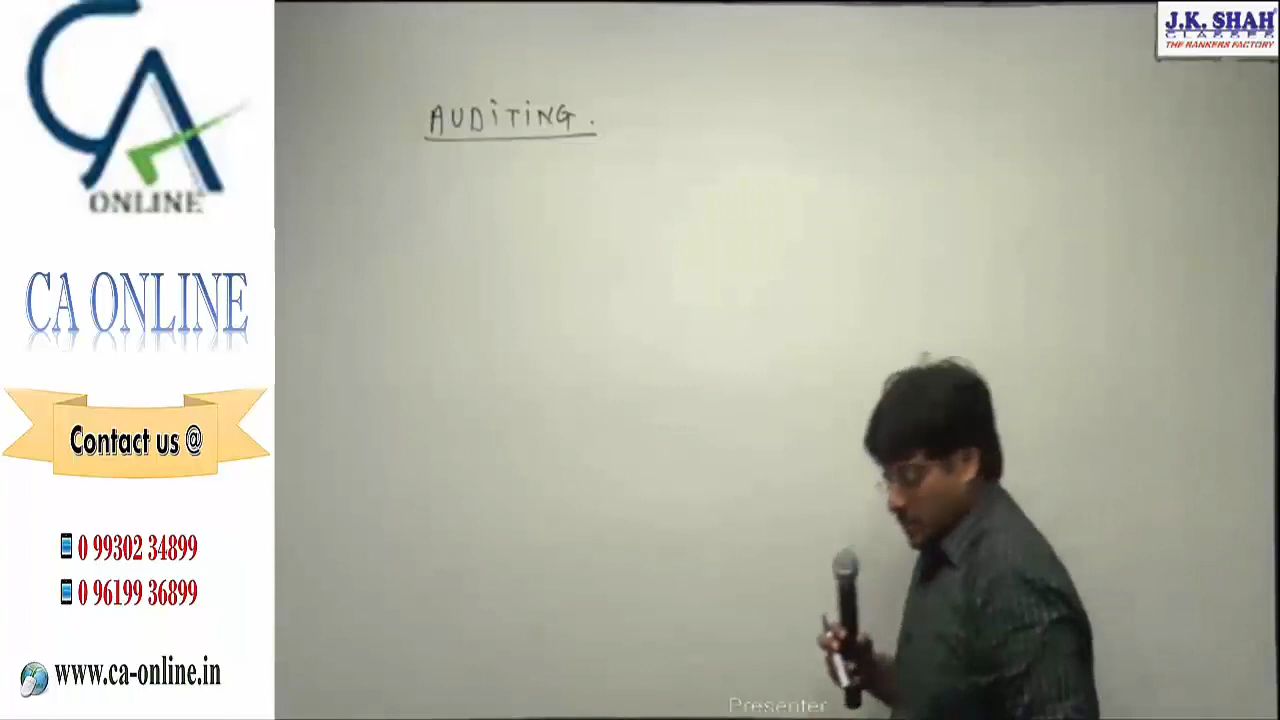 CA
ONLINE
CA ONLINE
Contact us @
0 99302 34899
0 96199 36899
www.ca-online.in
J.K. SHAH
CLASSES
THE RANKERS FACTORY
AUDITING.
Presenter